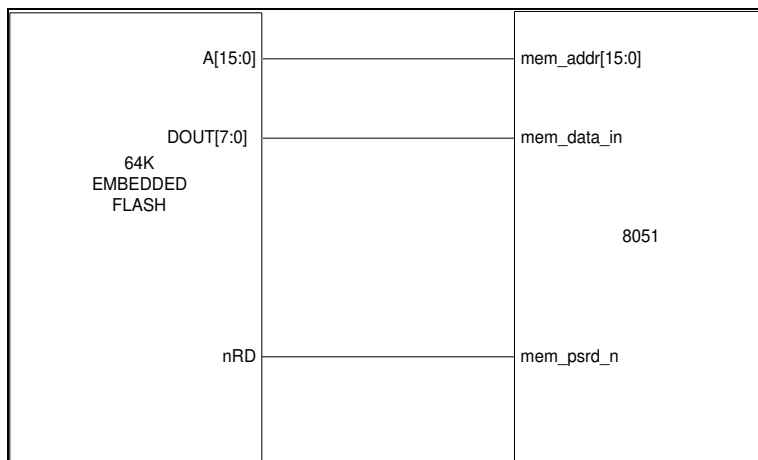 A[15:0]
mem_addr[15:0]
DOUT[7:0]
mem_data_in
64K
EMBEDDED
FLASH
8051
nRD
mem_psrd_n